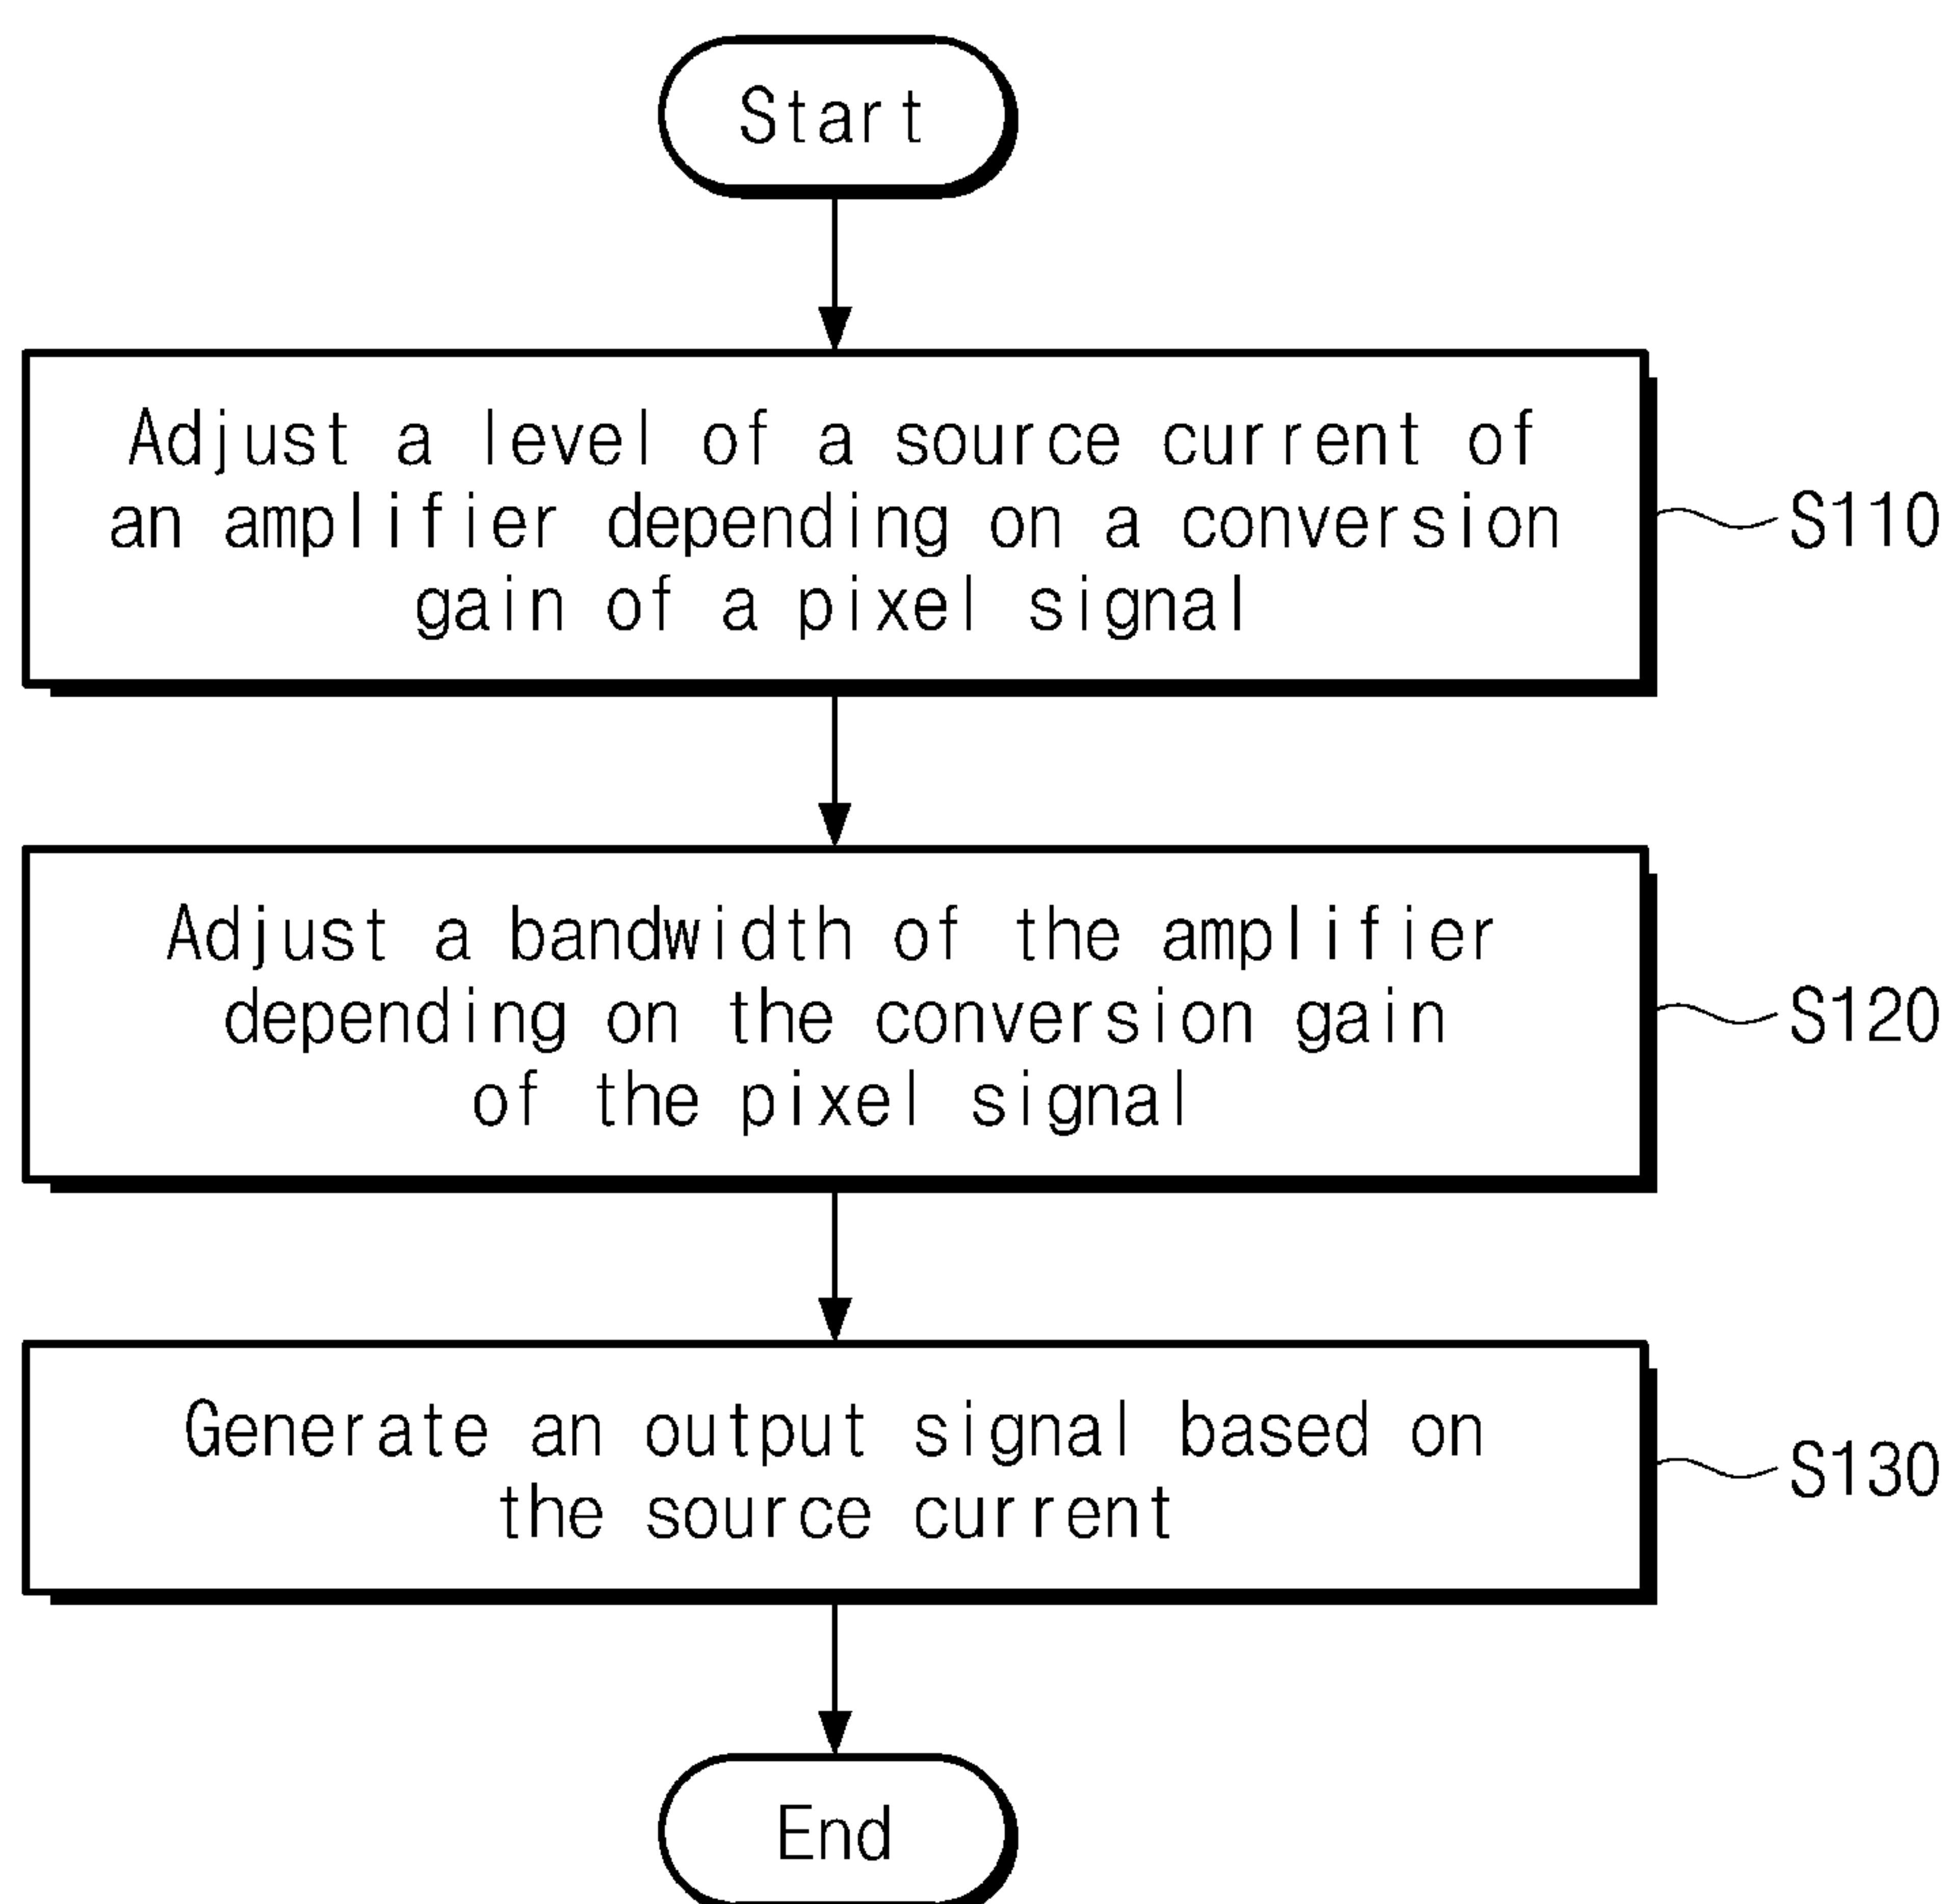 Start
Adjust a level of a source current of
an amplifier depending on a conversion
gain of a pixel signal
S110
Adjust a bandwidth of the amplifier
depending on the conversion gain
of the pixel signal
S120
Generate an output signal based on
the source current
S130
End